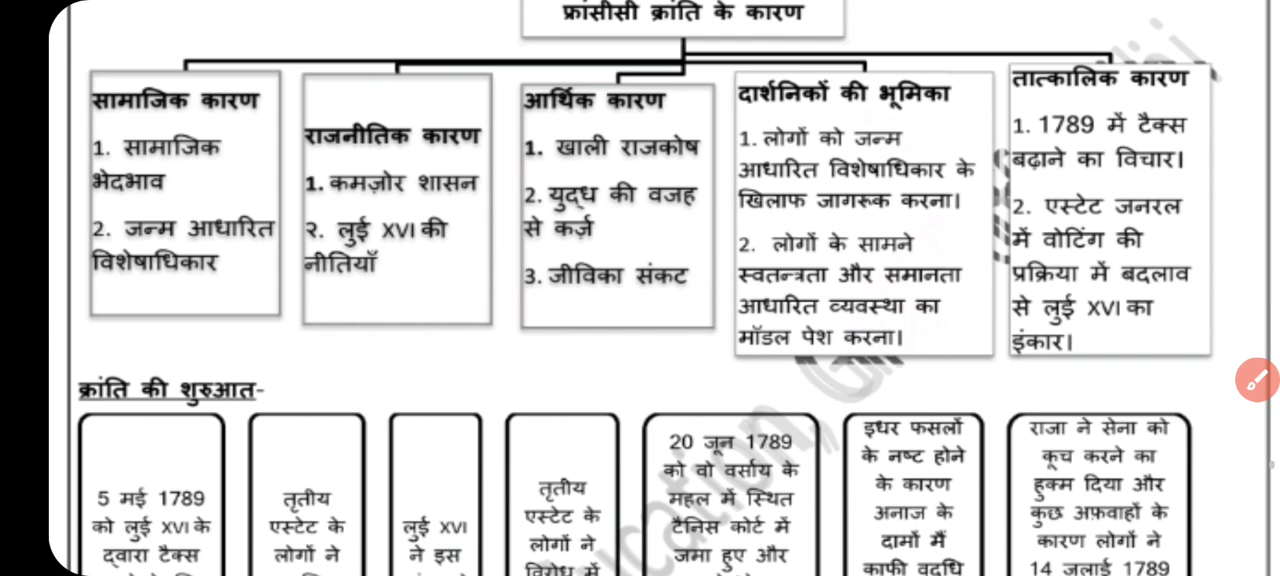 फ्रांसीसी क्रांति के कारण
सामाजिक कारण
1. सामाजिक
भेदभाव
2. जन्म आधारित
विशेषाधिकार
राजनीतिक कारण
1. कमज़ोर शासन
२. लुई XVI की
नीतियाँ
आर्थिक कारण
1. खाली राजकोष
2. युद्ध की वजह
से कर्ज़
3. जीविका संकट
दार्शनिकों की भूमिका
1. लोगों को जन्म
आधारित विशेषाधिकार के
खिलाफ जागरूक करना।
2. लोगों के सामने
स्वतन्त्रता और समानता
आधारित व्यवस्था का
मॉडल पेश करना।
तात्कालिक कारण
1. 1789 में टैक्स
बढ़ाने का विचार।
2. एस्टेट जनरल
में वोटिंग की
प्रक्रिया में बदलाव
से लुई XVI का
इंकार।
क्रांति की शुरुआत-
5 मई 1789
को लुई XVI के
द्वारा टैक्स
तृतीय
एस्टेट के
लोगों ने
लुई XVI
ने इस
तृतीय
एस्टेट के
लोगों ने
विरोध में
20 जून 1789
को वो वर्साय के
महल में स्थित
टैनिस कोर्ट में
जमा हुए और
इधर फसलों
के नष्ट होने
के कारण
अनाज के
दामों मैं
काफी वृद्धि
राजा ने सेना को
कूच करने का
हुक्म दिया और
कुछ अफ़वाहों के
कारण लोगों ने
14 जुलाई 1789